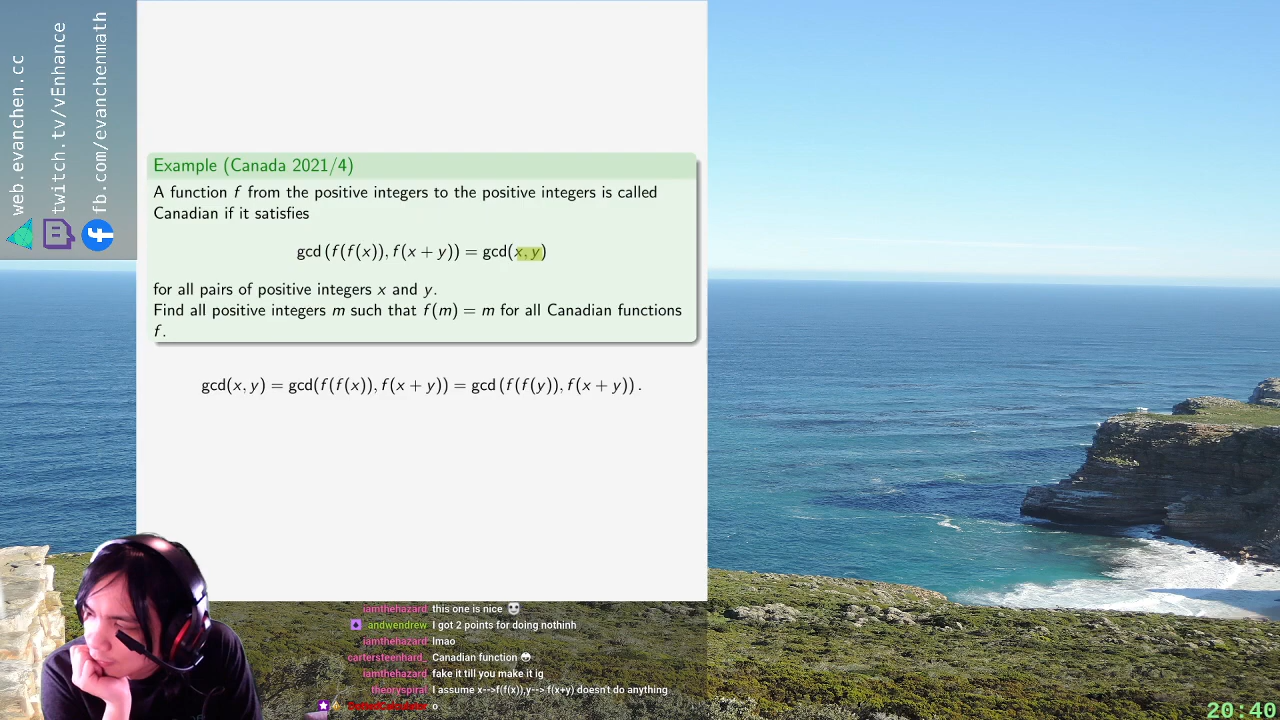 web.evanchen.cc
twitch.tv/vEnhance
fb.com/evanchenmath
Example (Canada 2021/4)
A function f from the positive integers to the positive integers is called
Canadian if it satisfies
gcd (f(f(x)), f(x + y)) = gcd(x, y)
for all pairs of positive integers x and y.
Find all positive integers m such that f(m) = m for all Canadian functions
f.
gcd(x, y) = gcd(f(f(x)), f(x + y)) = gcd (f(f(y)), f(x + y)) .
iamthehazard: this one is nice
andwendrew: I got 2 points for doing nothinh
iamthehazard: lmao
cartersteenhard_: Canadian function
iamthehazard: fake it till you make it ig
theoryspiral: I assume x-->f(f(x)),y--> f(x+y) doesn't do anything
o
20:40